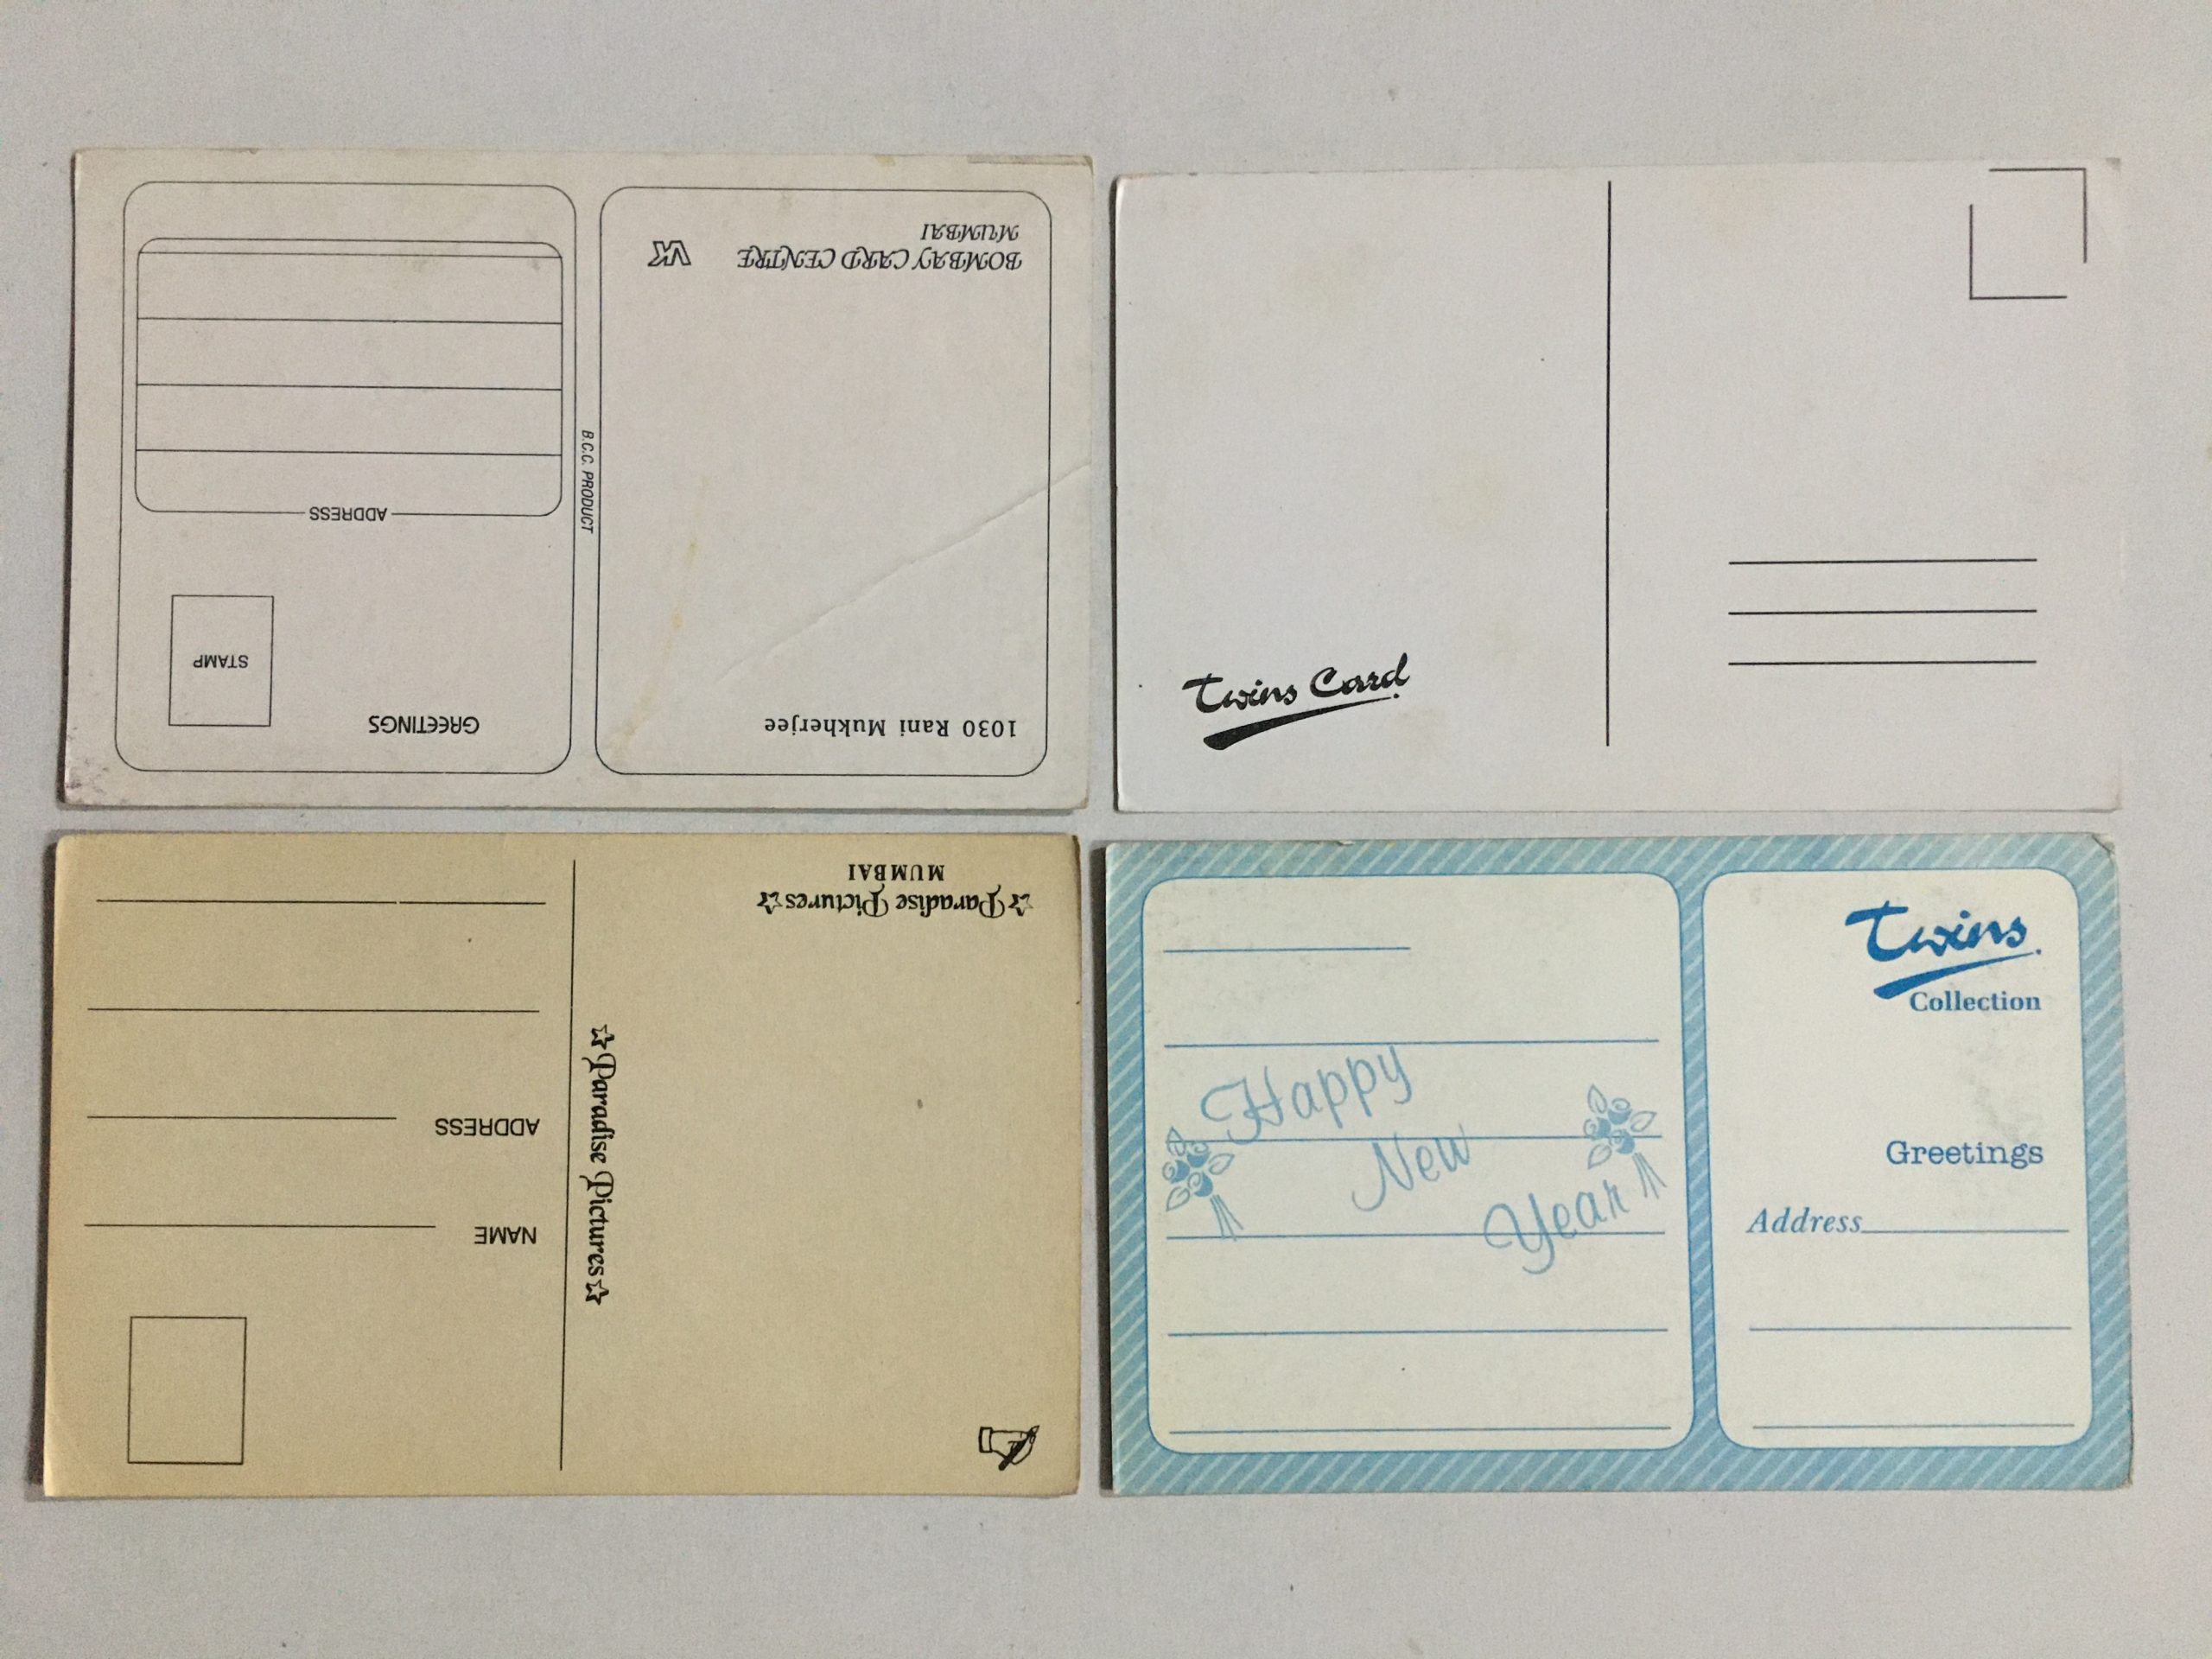 1030 Rani Mukherjee
BOMBAY CARD CENTRE
MUMBAI
VK
B.C.C. PRODUCT
GREETINGS
STAMP
ADDRESS
Twins Card
Paradise Pictures
MUMBAI
Paradise Pictures
NAME
ADDRESS
Happy
New
Year
Twins
Collection
Greetings
Address